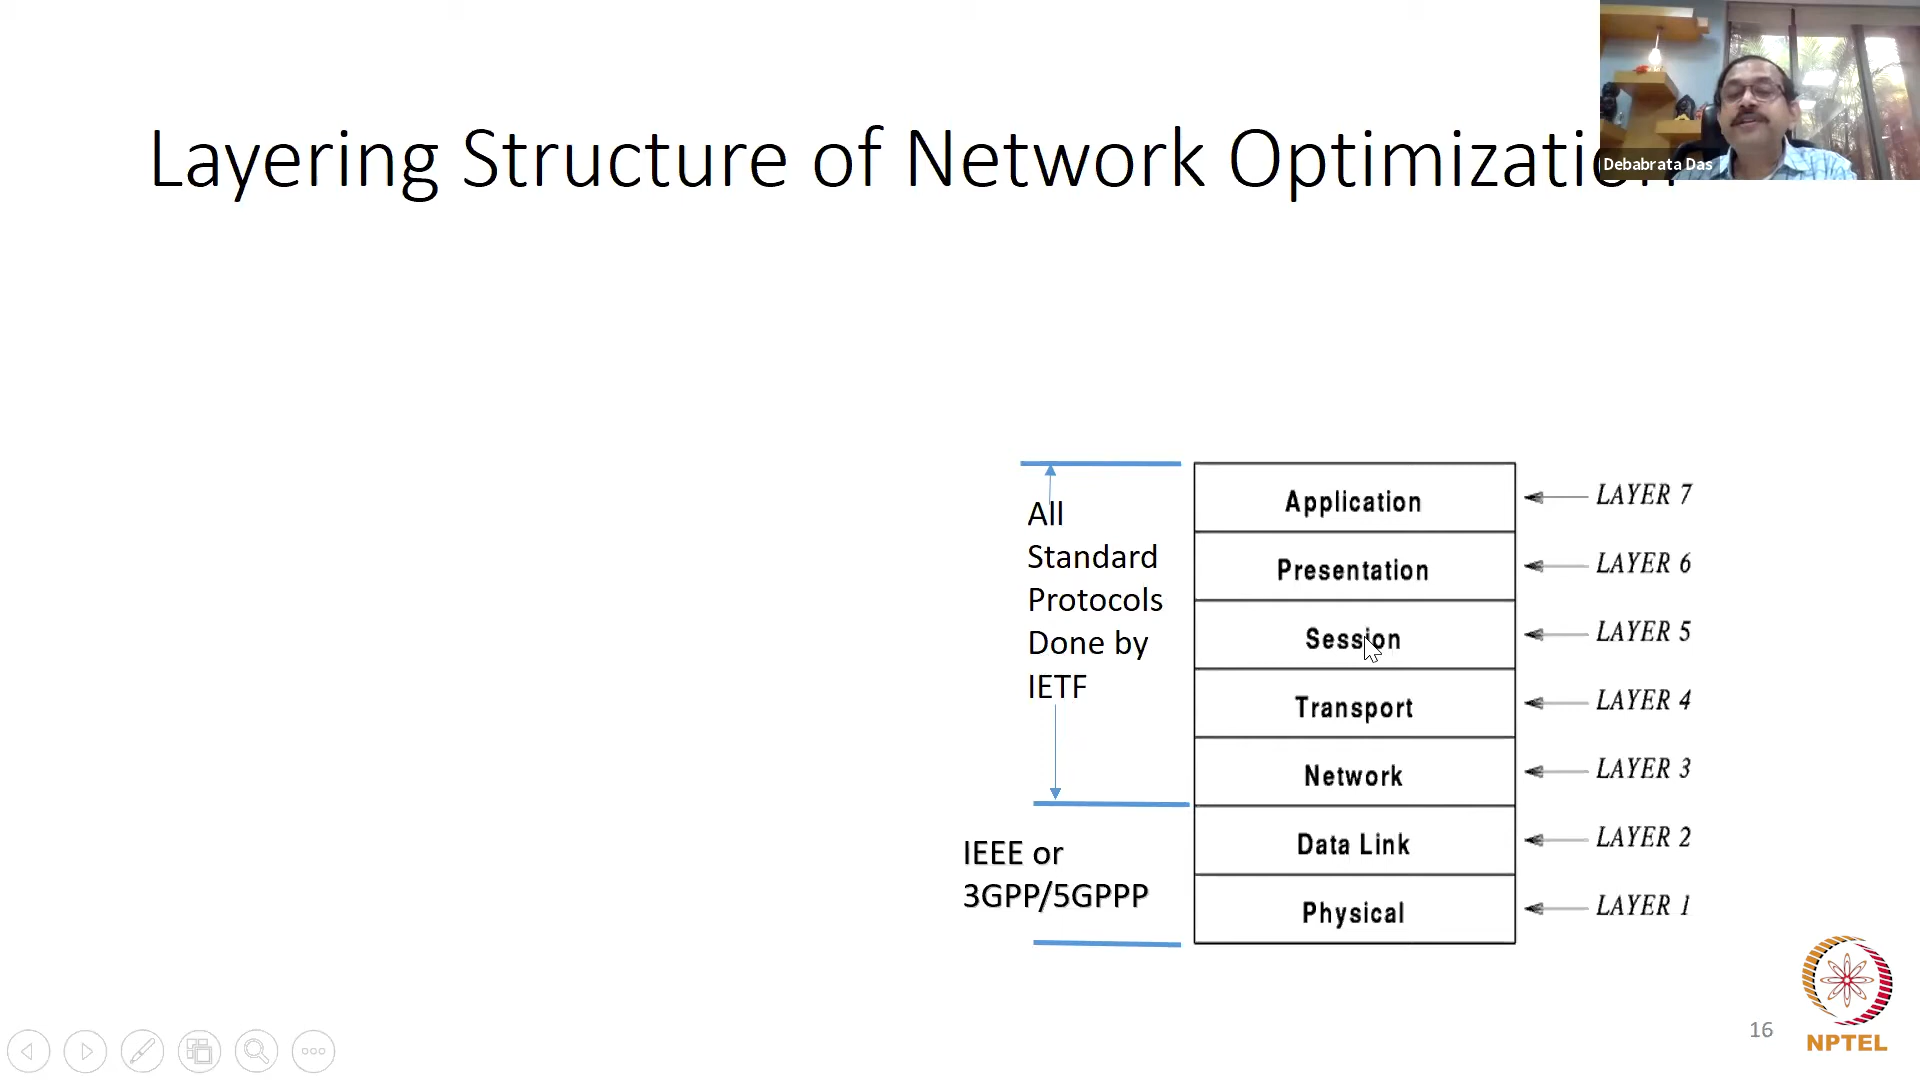 Layering Structure of Network Optimization
Debabrata Das
All
Standard
Protocols
Done by
IETF
IEEE or
3GPP/5GPPP
Application
Presentation
Session
Transport
Network
Data Link
Physical
LAYER 7
LAYER 6
LAYER 5
LAYER 4
LAYER 3
LAYER 2
LAYER 1
16
NPTEL